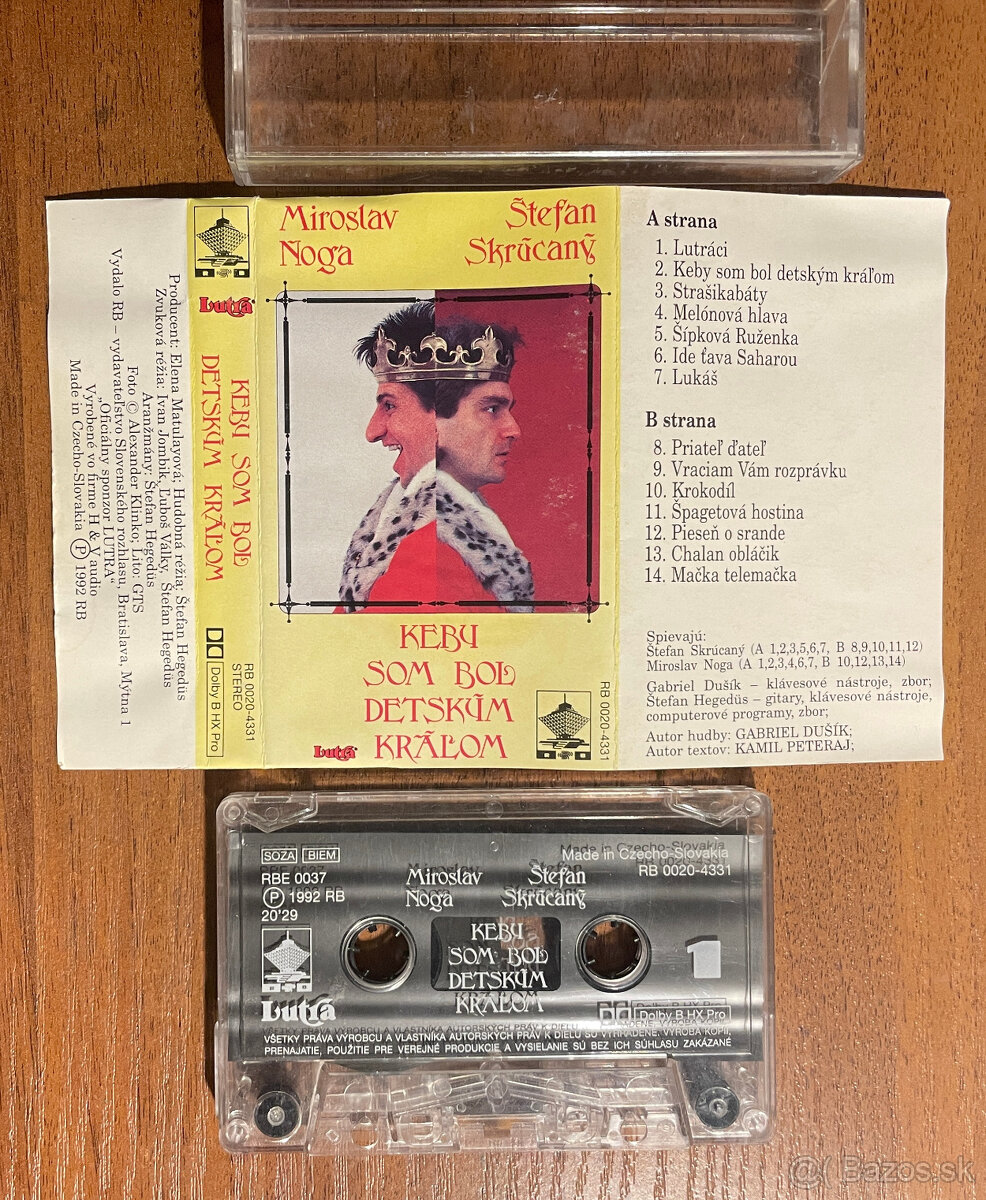 Producent: Elena Matulayová; Hudobná réžia: Štefan Hegedüs
Zvuková réžia: Ivan Jombík, Ľuboš Války, Štefan Hegedüs
Aranžmány: Štefan Hegedüs
Foto © Alexander Klinko; Lito: GTS
Vydalo RB – vydavateľstvo Slovenského rozhlasu, Bratislava, Mýtna 1
„Oficiálny sponzor LUTRA“
Vyrobené vo firme H & V audio
Made in Czecho-Slovakia Ⓟ 1992 RB
Lutra
KEBY SOM BOL
DETSKÝM KRÁĽOM
Dolby B HX Pro
RB 0020-4331
STEREO
Miroslav
Noga
Štefan
Skrúcaný
KEBY
SOM BOL
DETSKÝM
KRÁĽOM
Lutra
RB 0020-4331
A strana
1. Lutráci
2. Keby som bol detským kráľom
3. Strašikabáty
4. Melónová hlava
5. Šípková Ruženka
6. Ide ťava Saharou
7. Lukáš
B strana
8. Priateľ ďateľ
9. Vraciam Vám rozprávku
10. Krokodíl
11. Špagetová hostina
12. Pieseň o srande
13. Chalan obláčik
14. Mačka telemačka
Spievajú:
Štefan Skrúcaný (A 1,2,3,5,6,7, B 8,9,10,11,12)
Miroslav Noga (A 1,2,3,4,6,7, B 10,12,13,14)
Gabriel Dušík – klávesové nástroje, zbor;
Štefan Hegedüs – gitary, klávesové nástroje,
computerové programy, zbor;
Autor hudby: GABRIEL DUŠÍK;
Autor textov: KAMIL PETERAJ;
SOZA BIEM
RBE 0037
Ⓟ 1992 RB
20'29
Miroslav
Noga
Štefan
Skrúcaný
Made in Czecho-Slovakia
RB 0020-4331
KEBY
SOM BOL
DETSKÝM
KRÁĽOM
1
Lutra
Dolby B HX Pro
VŠETKY PRÁVA VÝROBCU A VLASTNÍKA AUTORSKÝCH PRÁV K DIELU SÚ VYHRADENÉ. VÝROBA KÓPIÍ,
PRENAJATIE, POUŽITIE PRE VEREJNÉ PRODUKCIE A VYSIELANIE SÚ BEZ ICH SÚHLASU ZAKÁZANÉ
@( Bazos.sk